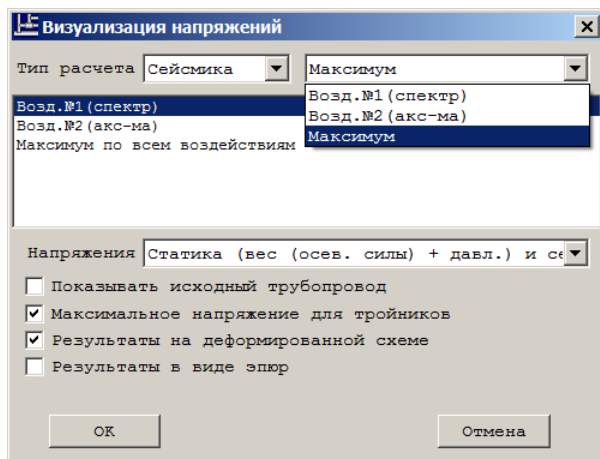 Визуализация напряжений
Тип расчета Сейсмика Максимум
Возд.№1(спектр)
Возд.№2(акс-ма)
Максимум
Возд.№1(спектр)
Возд.№2(акс-ма)
Максимум по всем воздействиям
Напряжения Статика (вес (осев. силы) + давл.) и се
Показывать исходный трубопровод
Максимальное напряжение для тройников
Результаты на деформированной схеме
Результаты в виде эпюр
OK Отмена